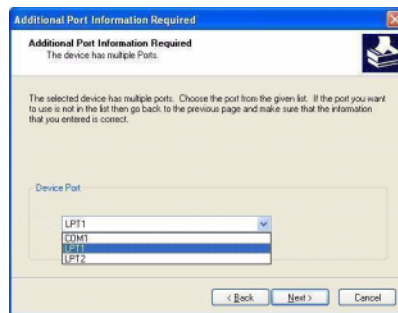 Additional Port Information Required
Additional Port Information Required
The device has multiple Ports.
The selected device has multiple ports. Choose the port from the given list. If the port you want
to use is not in the list then go back to the previous page and make sure that the information
that you entered is correct.
Device Port
LPT1
COM1
LPT1
LPT2
< Back
Next >
Cancel